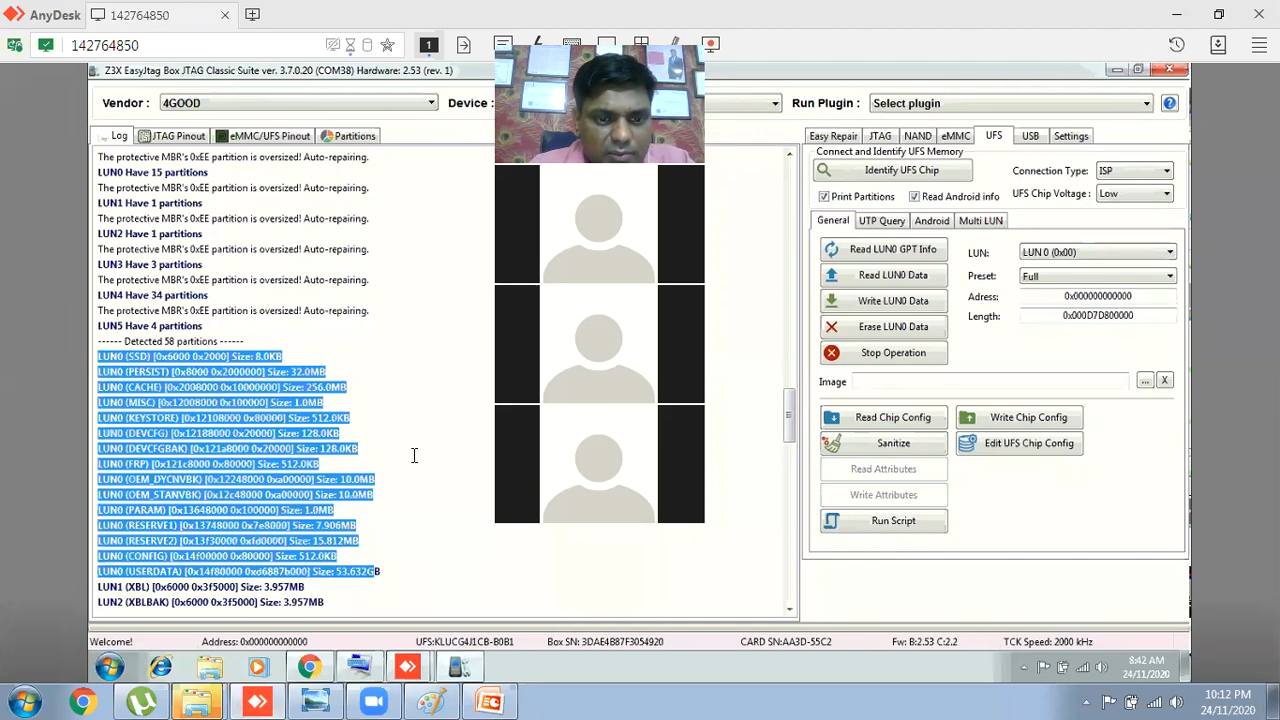 AnyDesk
142764850
142764850
1
Z3X EasyJtag Box JTAG Classic Suite ver. 3.7.0.20 (COM38) Hardware: 2.53 (rev. 1)
Vendor : 4GOOD Device : Run Plugin : Select plugin
Log JTAG Pinout eMMC/UFS Pinout Partitions
Easy Repair JTAG NAND eMMC UFS USB Settings
The protective MBR's 0xEE partition is oversized! Auto-repairing.
LUN0 Have 15 partitions
The protective MBR's 0xEE partition is oversized! Auto-repairing.
LUN1 Have 1 partitions
The protective MBR's 0xEE partition is oversized! Auto-repairing.
LUN2 Have 1 partitions
The protective MBR's 0xEE partition is oversized! Auto-repairing.
LUN3 Have 3 partitions
The protective MBR's 0xEE partition is oversized! Auto-repairing.
LUN4 Have 34 partitions
The protective MBR's 0xEE partition is oversized! Auto-repairing.
LUN5 Have 4 partitions
------ Detected 58 partitions ------
LUN0 (SSD) [0x6000 0x2000] Size: 8.0KB
LUN0 (PERSIST) [0x8000 0x2000000] Size: 32.0MB
LUN0 (CACHE) [0x2008000 0x10000000] Size: 256.0MB
LUN0 (MISC) [0x12008000 0x100000] Size: 1.0MB
LUN0 (KEYSTORE) [0x12108000 0x80000] Size: 512.0KB
LUN0 (DEVCFG) [0x12188000 0x20000] Size: 128.0KB
LUN0 (DEVCFGBAK) [0x121a8000 0x20000] Size: 128.0KB
LUN0 (FRP) [0x121c8000 0x80000] Size: 512.0KB
LUN0 (OEM_DYCNVBK) [0x12248000 0xa00000] Size: 10.0MB
LUN0 (OEM_STANVBK) [0x12c48000 0xa00000] Size: 10.0MB
LUN0 (PARAM) [0x13648000 0x100000] Size: 1.0MB
LUN0 (RESERVE1) [0x13748000 0x7e8000] Size: 7.906MB
LUN0 (RESERVE2) [0x13f30000 0xfd0000] Size: 15.812MB
LUN0 (CONFIG) [0x14f00000 0x80000] Size: 512.0KB
LUN0 (USERDATA) [0x14f80000 0xd6887b000] Size: 53.632GB
LUN1 (XBL) [0x6000 0x3f5000] Size: 3.957MB
LUN2 (XBLBAK) [0x6000 0x3f5000] Size: 3.957MB
Connect and Identify UFS Memory
Identify UFS Chip Connection Type: ISP
Print Partitions Read Android info UFS Chip Voltage : Low
General UTP Query Android Multi LUN
Read LUN0 GPT Info LUN: LUN 0 (0x00)
Read LUN0 Data Preset: Full
Write LUN0 Data Adress: 0x000000000000
Erase LUN0 Data Length: 0x000D7D800000
Stop Operation
Image ... X
Read Chip Config Write Chip Config
Sanitize Edit UFS Chip Config
Read Attributes
Write Attributes
Run Script
Welcome! Address: 0x000000000000 UFS:KLUCG4J1CB-B0B1 Box SN: 3DAE4B87F3054920 CARD SN:AA3D-55C2 Fw: B:2.53 C:2.2 TCK Speed: 2000 kHz
8:42 AM
24/11/2020
10:12 PM
24/11/2020